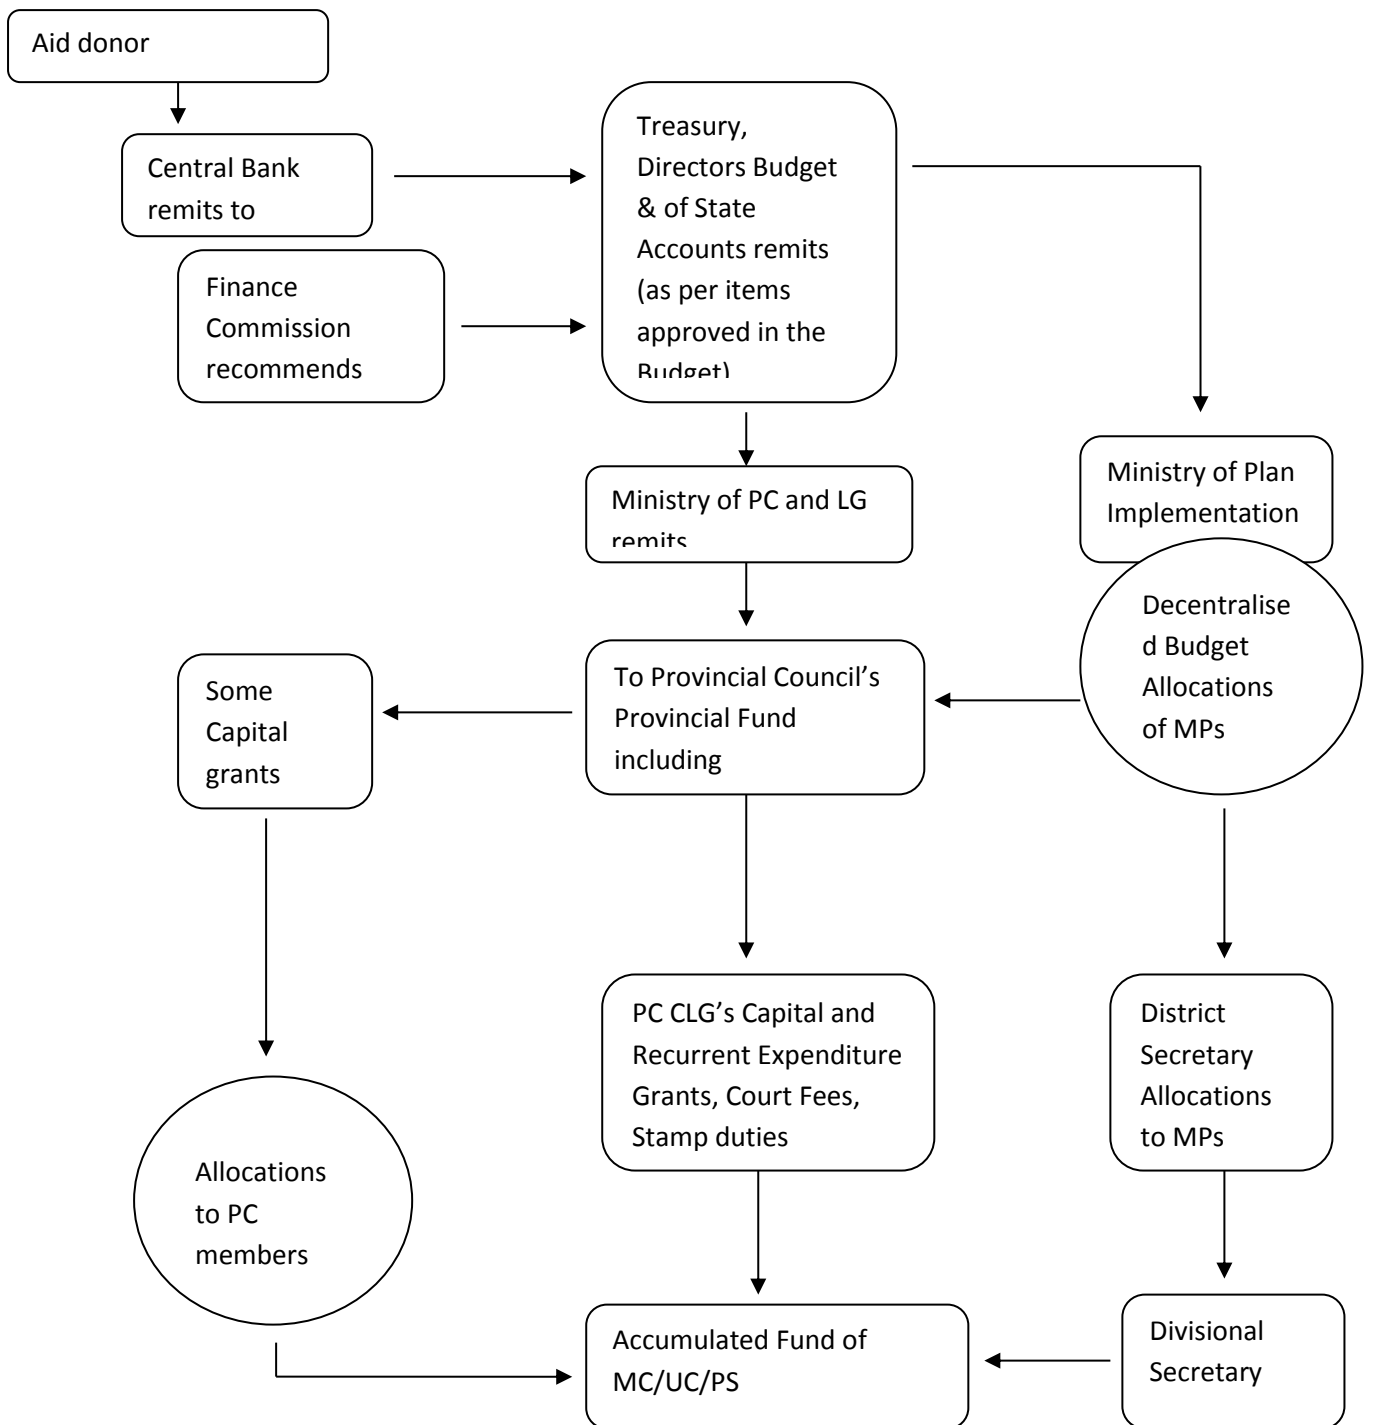 Aid donor
Central Bank
remits to
Finance
Commission
recommends
Treasury,
Directors Budget
& of State
Accounts remits
(as per items
approved in the
Budget)
Ministry of PC and LG
remits
Ministry of Plan
Implementation
Decentralise
d Budget
Allocations
of MPs
To Provincial Council’s
Provincial Fund
including
Some
Capital
grants
PC CLG’s Capital and
Recurrent Expenditure
Grants, Court Fees,
Stamp duties
District
Secretary
Allocations
to MPs
Allocations
to PC
members
Accumulated Fund of
MC/UC/PS
Divisional
Secretary